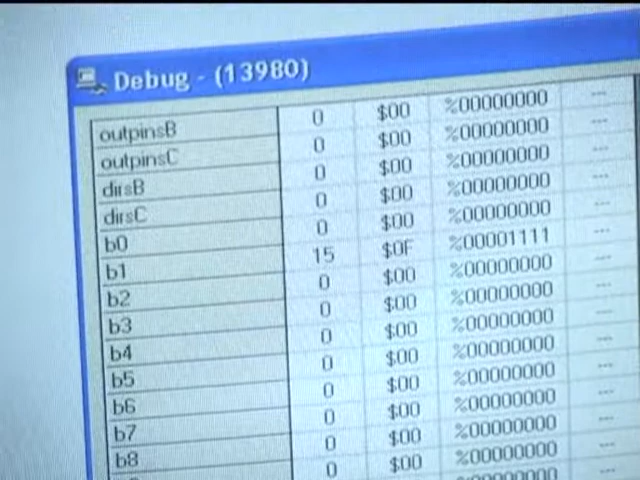 Debug - (13980)
outpinsB 0 $00 %00000000 ---
outpinsC 0 $00 %00000000 ---
dirsB 0 $00 %00000000 ---
dirsC 0 $00 %00000000 ---
b0 0 $00 %00000000 ---
b1 15 $0F %00001111 ---
b2 0 $00 %00000000 ---
b3 0 $00 %00000000 ---
b4 0 $00 %00000000 ---
b5 0 $00 %00000000 ---
b6 0 $00 %00000000 ---
b7 0 $00 %00000000 ---
b8 0 $00 %00000000 ---
0 $00 %00000000 ---